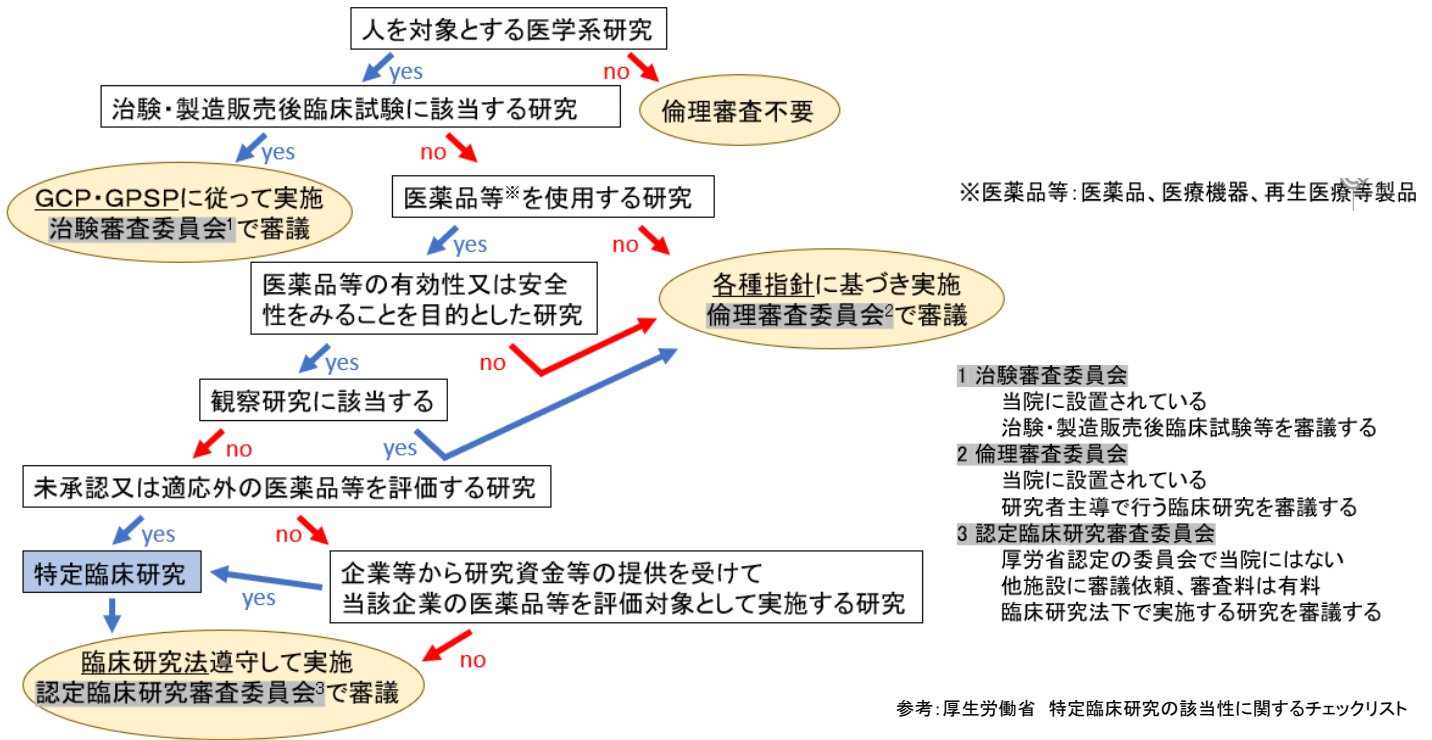 人を対象とする医学系研究
yes
no
治験・製造販売後臨床試験に該当する研究
倫理審査不要
yes
no
GCP・GPSPに従って実施
治験審査委員会1で審議
医薬品等※を使用する研究
※医薬品等：医薬品、医療機器、再生医療等製品
yes
no
医薬品等の有効性又は安全
性をみることを目的とした研究
各種指針に基づき実施
倫理審査委員会2で審議
yes
no
観察研究に該当する
no
yes
未承認又は適応外の医薬品等を評価する研究
yes
no
特定臨床研究
企業等から研究資金等の提供を受けて
当該企業の医薬品等を評価対象として実施する研究
yes
no
臨床研究法遵守して実施
認定臨床研究審査委員会3で審議
1 治験審査委員会
当院に設置されている
治験・製造販売後臨床試験等を審議する
2 倫理審査委員会
当院に設置されている
研究者主導で行う臨床研究を審議する
3 認定臨床研究審査委員会
厚労省認定の委員会で当院にはない
他施設に審議依頼、審査料は有料
臨床研究法下で実施する研究を審議する
参考：厚生労働省　特定臨床研究の該当性に関するチェックリスト